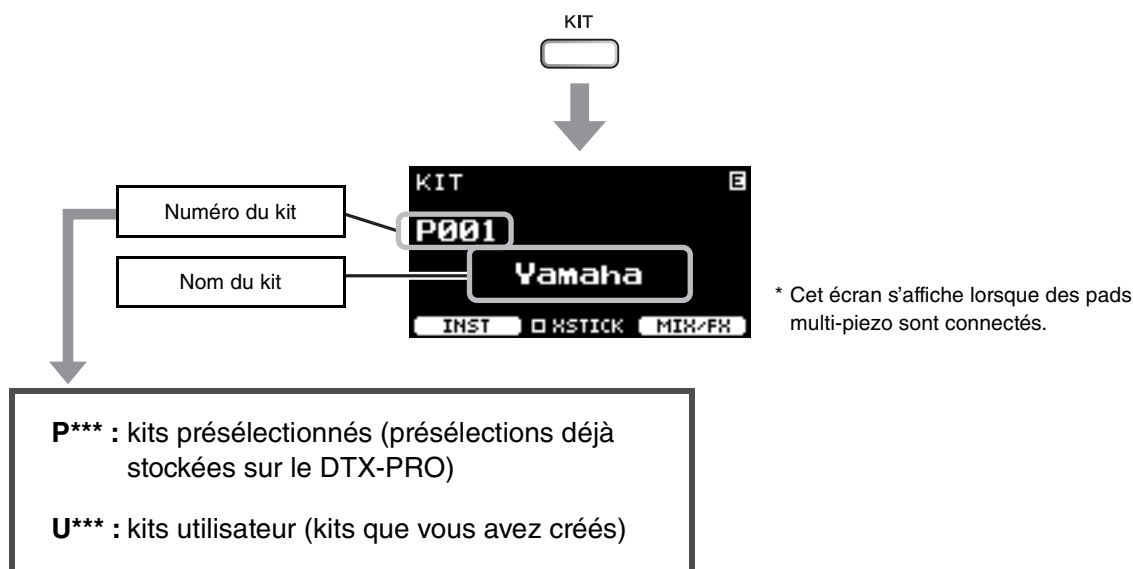 KIT
KIT E
Numéro du kit
P001
Nom du kit
Yamaha
INST XSTICK MIX/FX
* Cet écran s'affiche lorsque des pads
multi-piezo sont connectés.
P*** : kits présélectionnés (présélections déjà
stockées sur le DTX-PRO)
U*** : kits utilisateur (kits que vous avez créés)